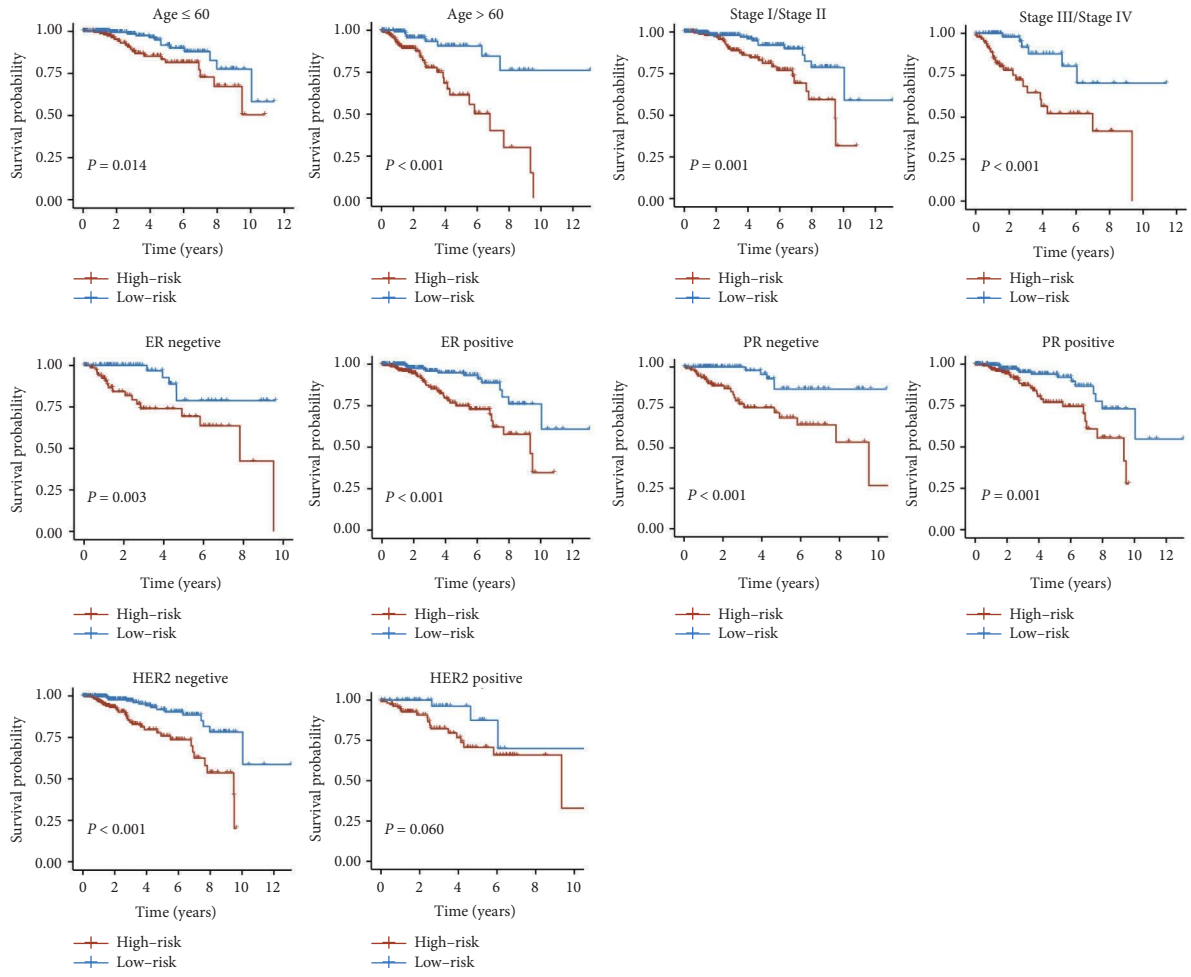 Age ≤ 60
Survival probability
1.00
0.75
0.50
0.25
0.00
P = 0.014
0 2 4 6 8 10 12
Time (years)
High–risk
Low–risk
Age > 60
Survival probability
1.00
0.75
0.50
0.25
0.00
P < 0.001
0 2 4 6 8 10 12
Time (years)
High–risk
Low–risk
Stage I/Stage II
Survival probability
1.00
0.75
0.50
0.25
0.00
P = 0.001
0 2 4 6 8 10 12
Time (years)
High–risk
Low–risk
Stage III/Stage IV
Survival probability
1.00
0.75
0.50
0.25
0.00
P < 0.001
0 2 4 6 8 10 12
Time (years)
High–risk
Low–risk
ER negetive
Survival probability
1.00
0.75
0.50
0.25
0.00
P = 0.003
0 2 4 6 8 10
Time (years)
High–risk
Low–risk
ER positive
Survival probability
1.00
0.75
0.50
0.25
0.00
P < 0.001
0 2 4 6 8 10 12
Time (years)
High–risk
Low–risk
PR negative
Survival probability
1.00
0.75
0.50
0.25
0.00
P < 0.001
0 2 4 6 8 10
Time (years)
High–risk
Low–risk
PR positive
Survival probability
1.00
0.75
0.50
0.25
0.00
P = 0.001
0 2 4 6 8 10 12
Time (years)
High–risk
Low–risk
HER2 negetive
Survival probability
1.00
0.75
0.50
0.25
0.00
P < 0.001
0 2 4 6 8 10 12
Time (years)
High–risk
Low–risk
HER2 positive
Survival probability
1.00
0.75
0.50
0.25
0.00
P = 0.060
0 2 4 6 8 10
Time (years)
High–risk
Low–risk